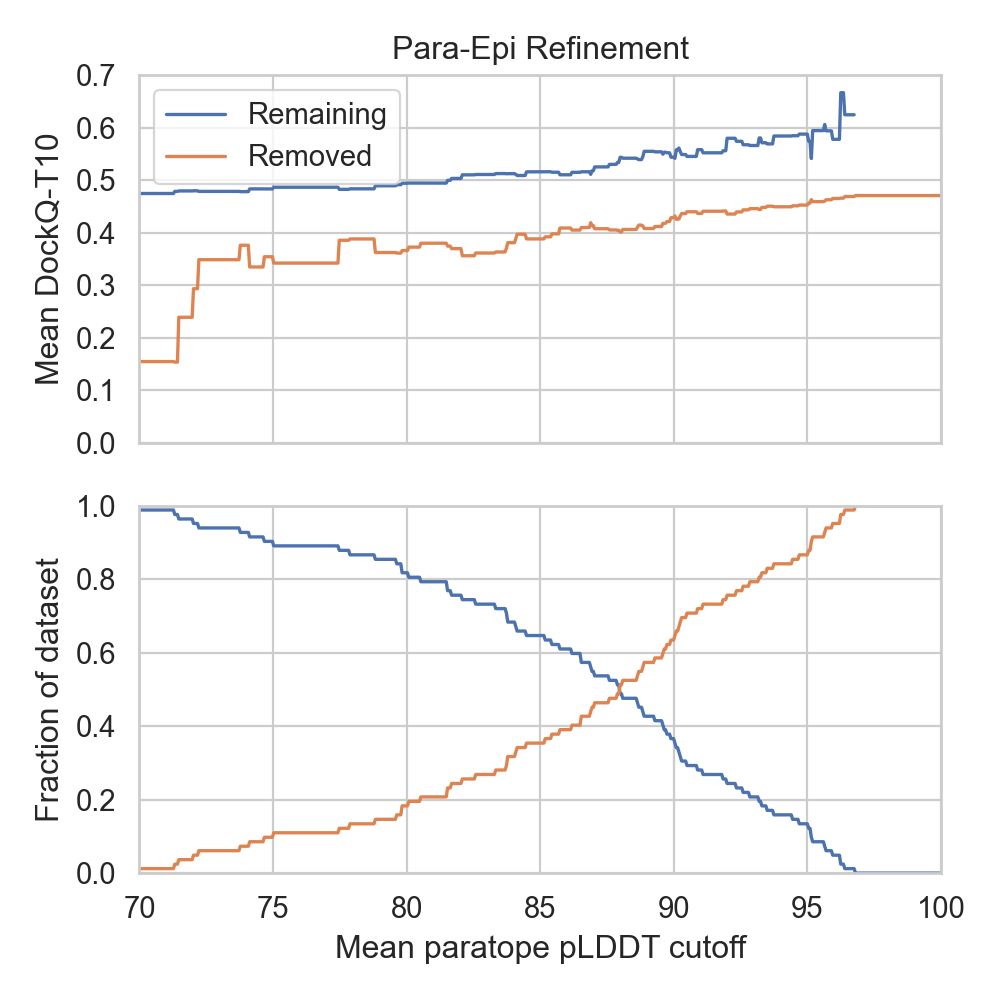 Para-Epi Refinement
Mean DockQ-T10
0.7
0.6
0.5
0.4
0.3
0.2
0.1
0.0
Remaining
Removed
Fraction of dataset
1.0
0.8
0.6
0.4
0.2
0.0
70 75 80 85 90 95 100
Mean paratope pLDDT cutoff